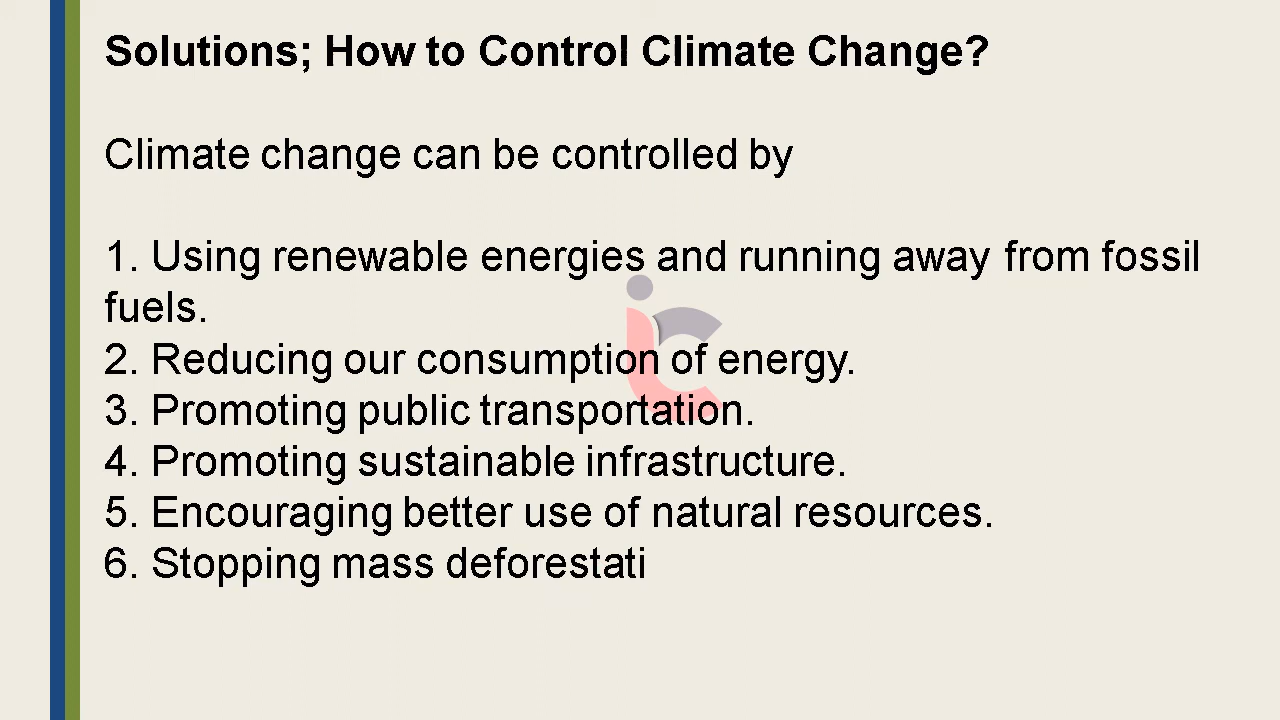 Solutions; How to Control Climate Change?
Climate change can be controlled by
1. Using renewable energies and running away from fossil
fuels.
2. Reducing our consumption of energy.
3. Promoting public transportation.
4. Promoting sustainable infrastructure.
5. Encouraging better use of natural resources.
6. Stopping mass deforestati